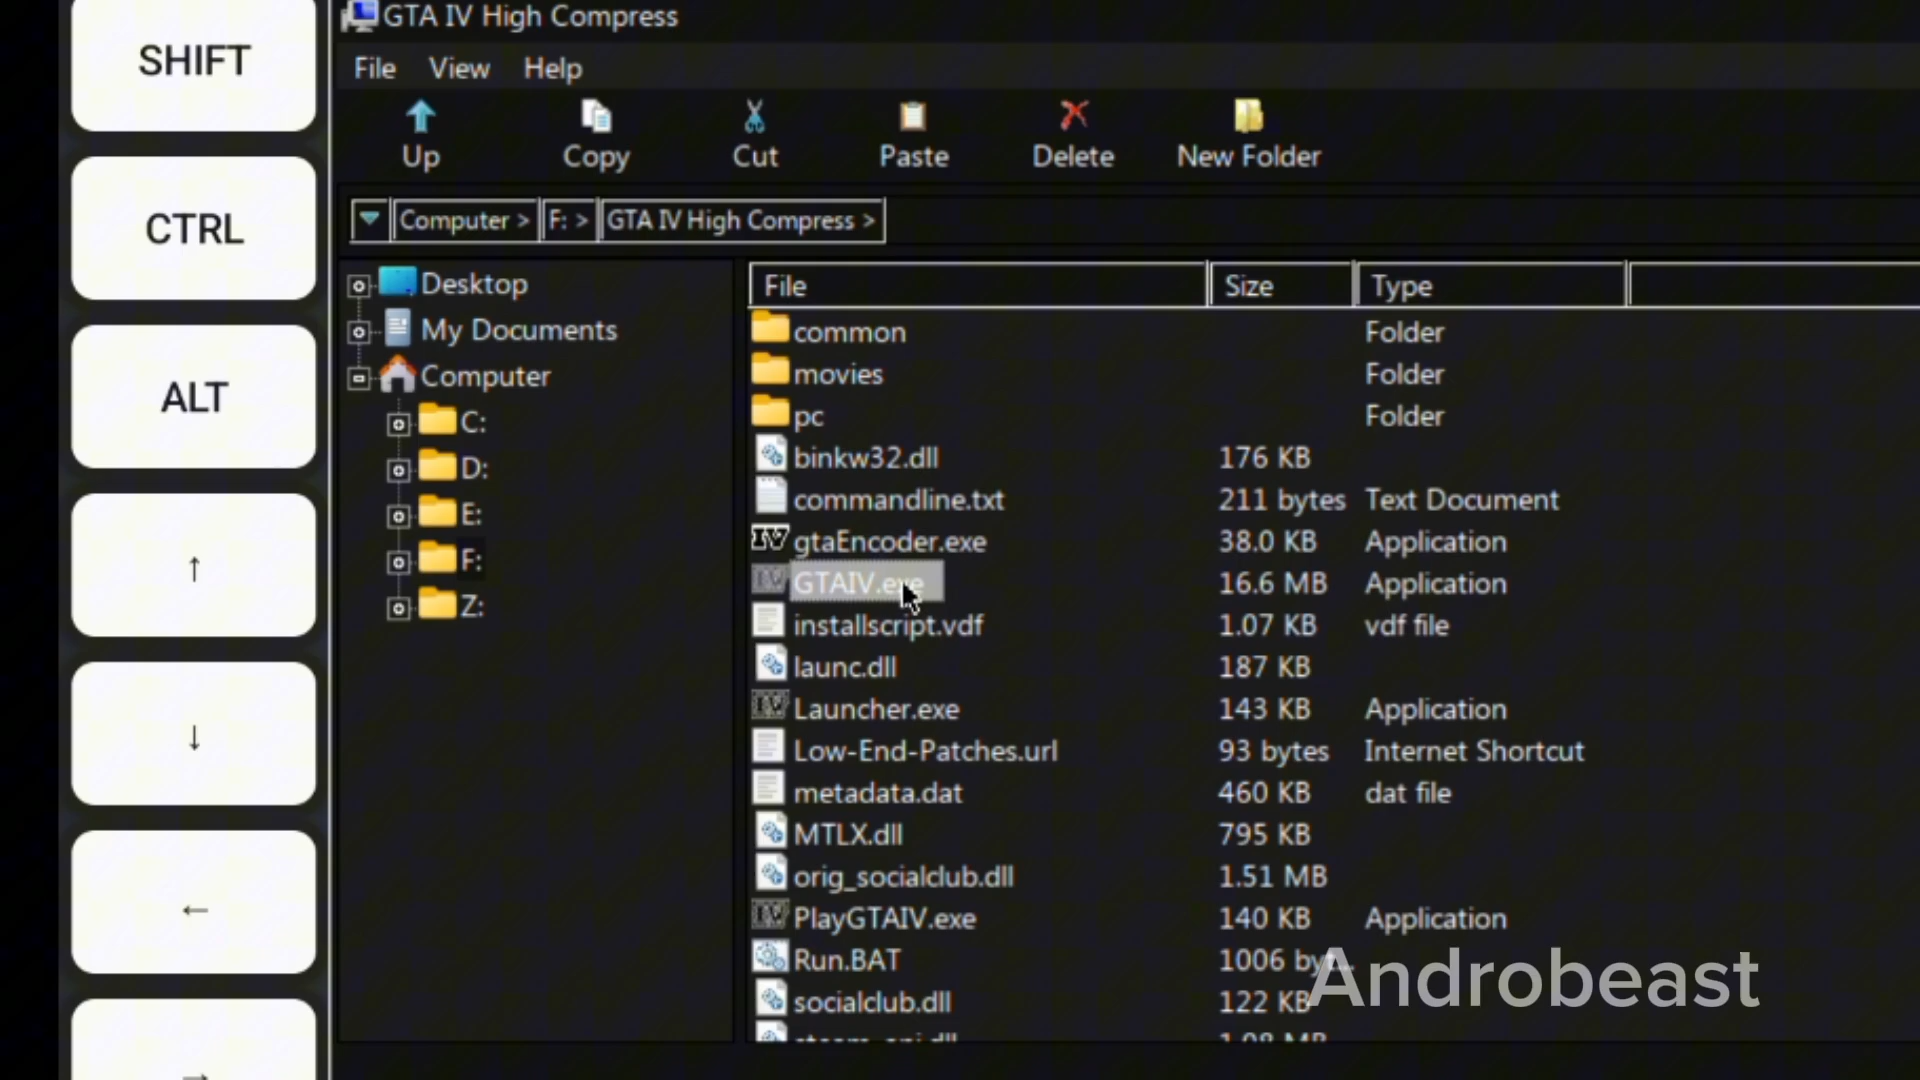 GTA IV High Compress
File View Help
Up Copy Cut Paste Delete New Folder
Computer > F: > GTA IV High Compress >
SHIFT
CTRL
ALT
↑
↓
←
→
Desktop
My Documents
Computer
C:
D:
E:
F:
Z:
File Size Type
common Folder
movies Folder
pc Folder
binkw32.dll 176 KB
commandline.txt 211 bytes Text Document
gtaEncoder.exe 38.0 KB Application
GTAIV.exe 16.6 MB Application
installscript.vdf 1.07 KB vdf file
launc.dll 187 KB
Launcher.exe 143 KB Application
Low-End-Patches.url 93 bytes Internet Shortcut
metadata.dat 460 KB dat file
MTLX.dll 795 KB
orig_socialclub.dll 1.51 MB
PlayGTAIV.exe 140 KB Application
Run.BAT 1006 byt...
socialclub.dll 122 KB
Androbeast